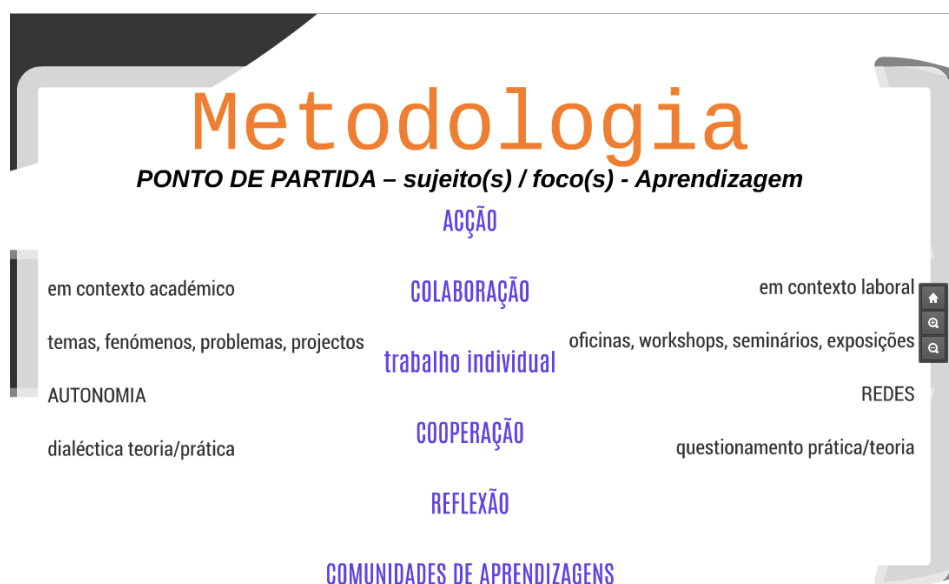 Metodologia
PONTO DE PARTIDA – sujeito(s) / foco(s) - Aprendizagem
ACÇÃO
em contexto académico
COLABORAÇÃO
em contexto laboral
temas, fenómenos, problemas, projectos
trabalho individual
oficinas, workshops, seminários, exposições
AUTONOMIA
REDES
COOPERAÇÃO
dialéctica teoria/prática
questionamento prática/teoria
REFLEXÃO
COMUNIDADES DE APRENDIZAGENS